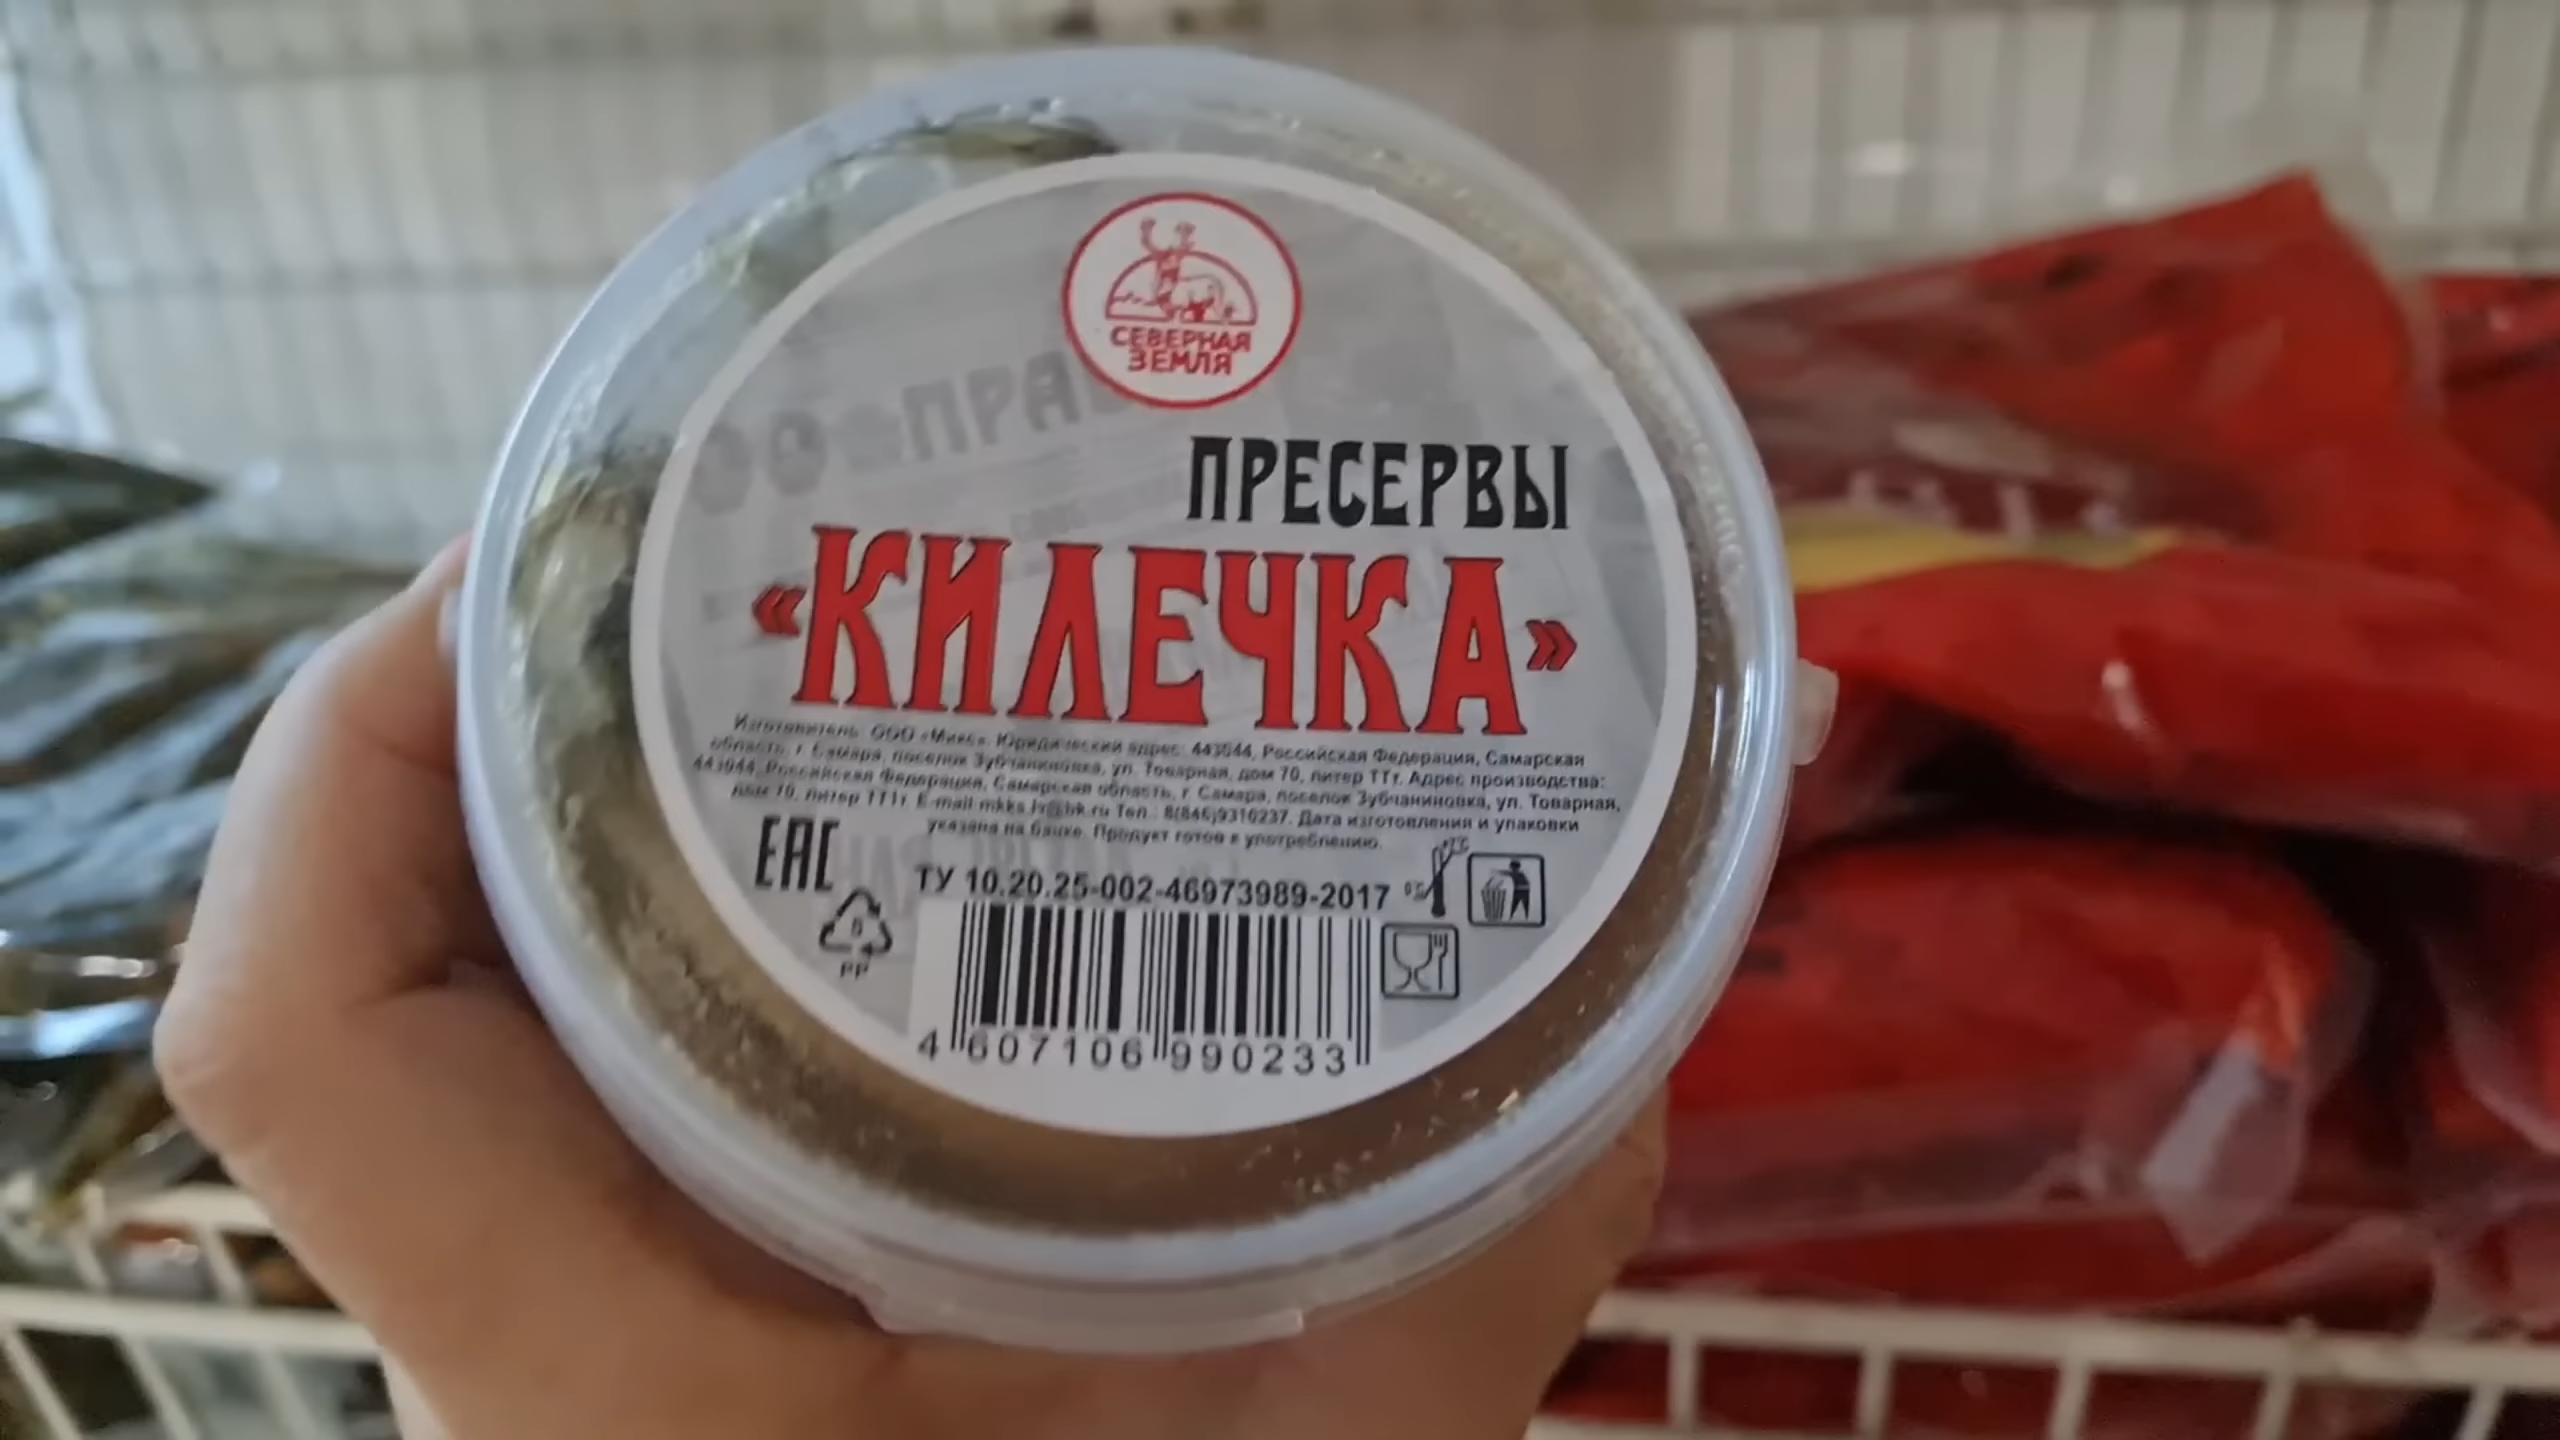 СЕВЕРНАЯ
ЗЕМЛЯ
ПРЕСЕРВЫ
«КИЛЕЧКА»
Изготовитель: ООО «Микс». Юридический адрес: 443044, Российская Федерация, Самарская
область, г. Самара, поселок Зубчаниновка, ул. Товарная, дом 70, литер ТТг. Адрес производства:
443044, Российская Федерация, Самарская область, г. Самара, поселок Зубчаниновка, ул. Товарная,
дом 70, литер Тел.: 8(846)9310237. Дата изготовления и упаковки
указана на банке. Продукт готов к употреблению.
ЕАС
ТУ 10.20.25-002-46973989-2017
PP
4 607106 990233